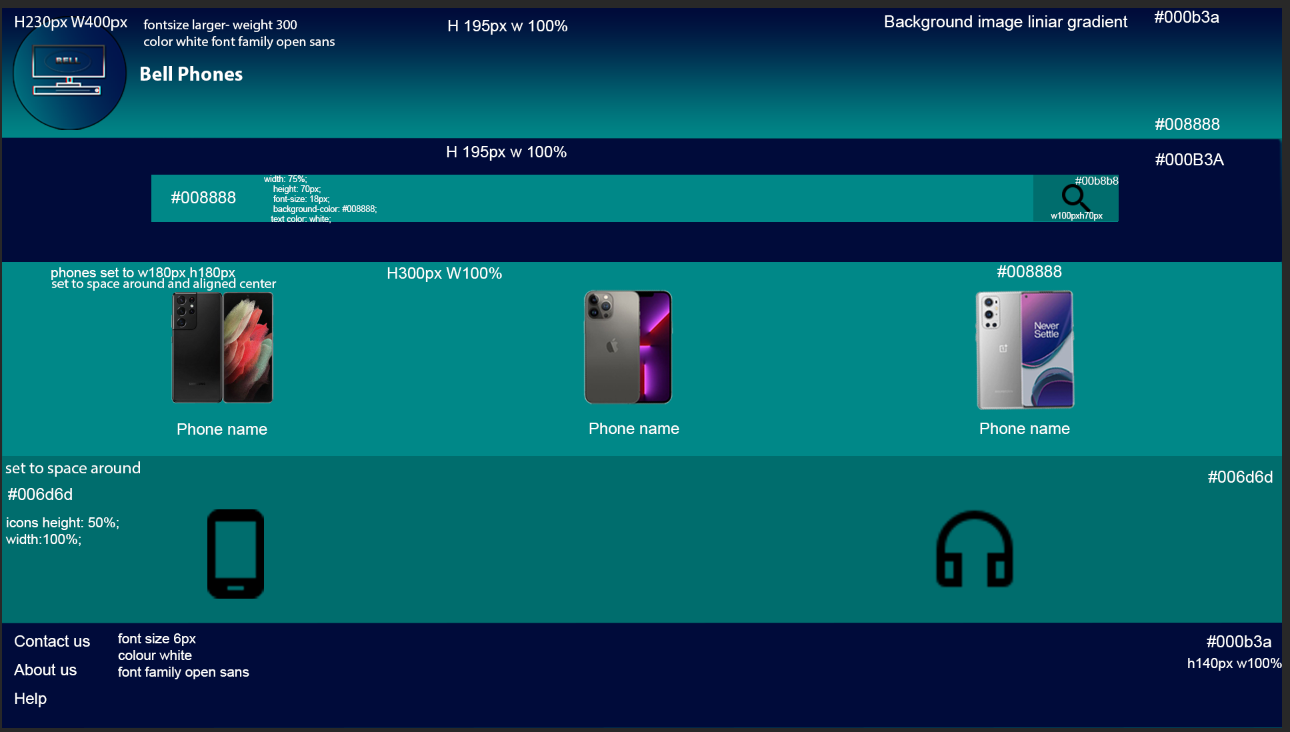 H230px W400px
fontsize larger- weight 300
color white font family open sans
H 195px w 100%
Background image liniar gradient
#000b3a
BELL
Bell Phones
#008888
H 195px w 100%
#000B3A
#008888
width: 75%;
height: 70px;
font-size: 18px;
background-color: #008888;
text color: white;
#00b8b8
w100pxh70px
phones set to w180px h180px
set to space around and aligned center
H300px W100%
#008888
Never
Settle
Phone name
Phone name
Phone name
set to space around
#006d6d
icons height: 50%;
width:100%;
#006d6d
Contact us
About us
Help
font size 6px
colour white
font family open sans
#000b3a
h140px w100%